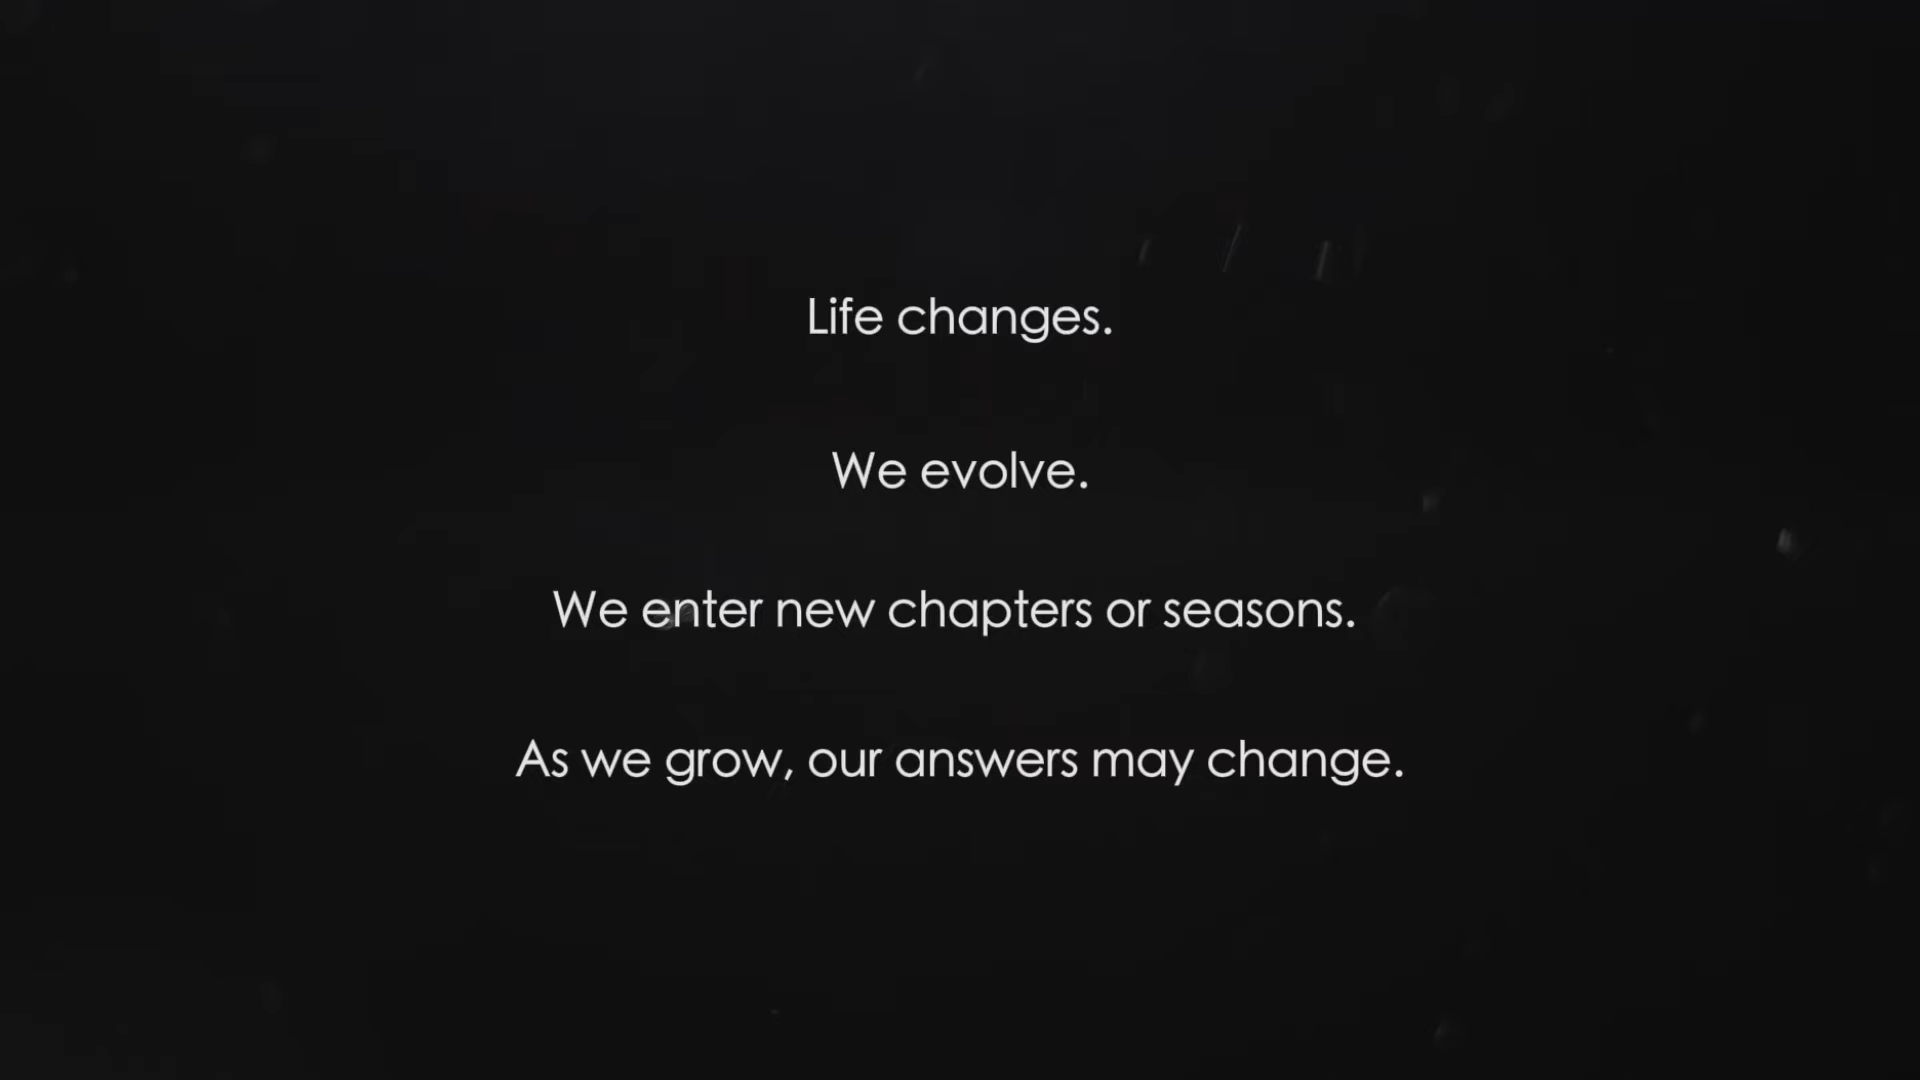 Life changes.
We evolve.
We enter new chapters or seasons.
As we grow, our answers may change.